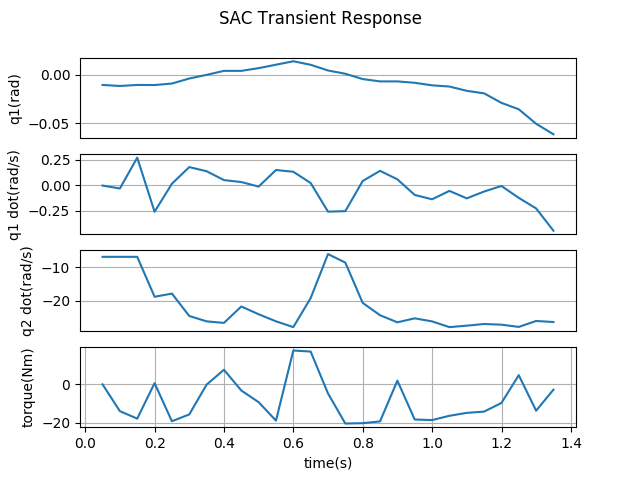 SAC Transient Response
0.00
−0.05
q1(rad)
0.25
0.00
−0.25
q1 dot(rad/s)
−10
−20
q2 dot(rad/s)
0
−20
torque(Nm)
0.0 0.2 0.4 0.6 0.8 1.0 1.2 1.4
time(s)